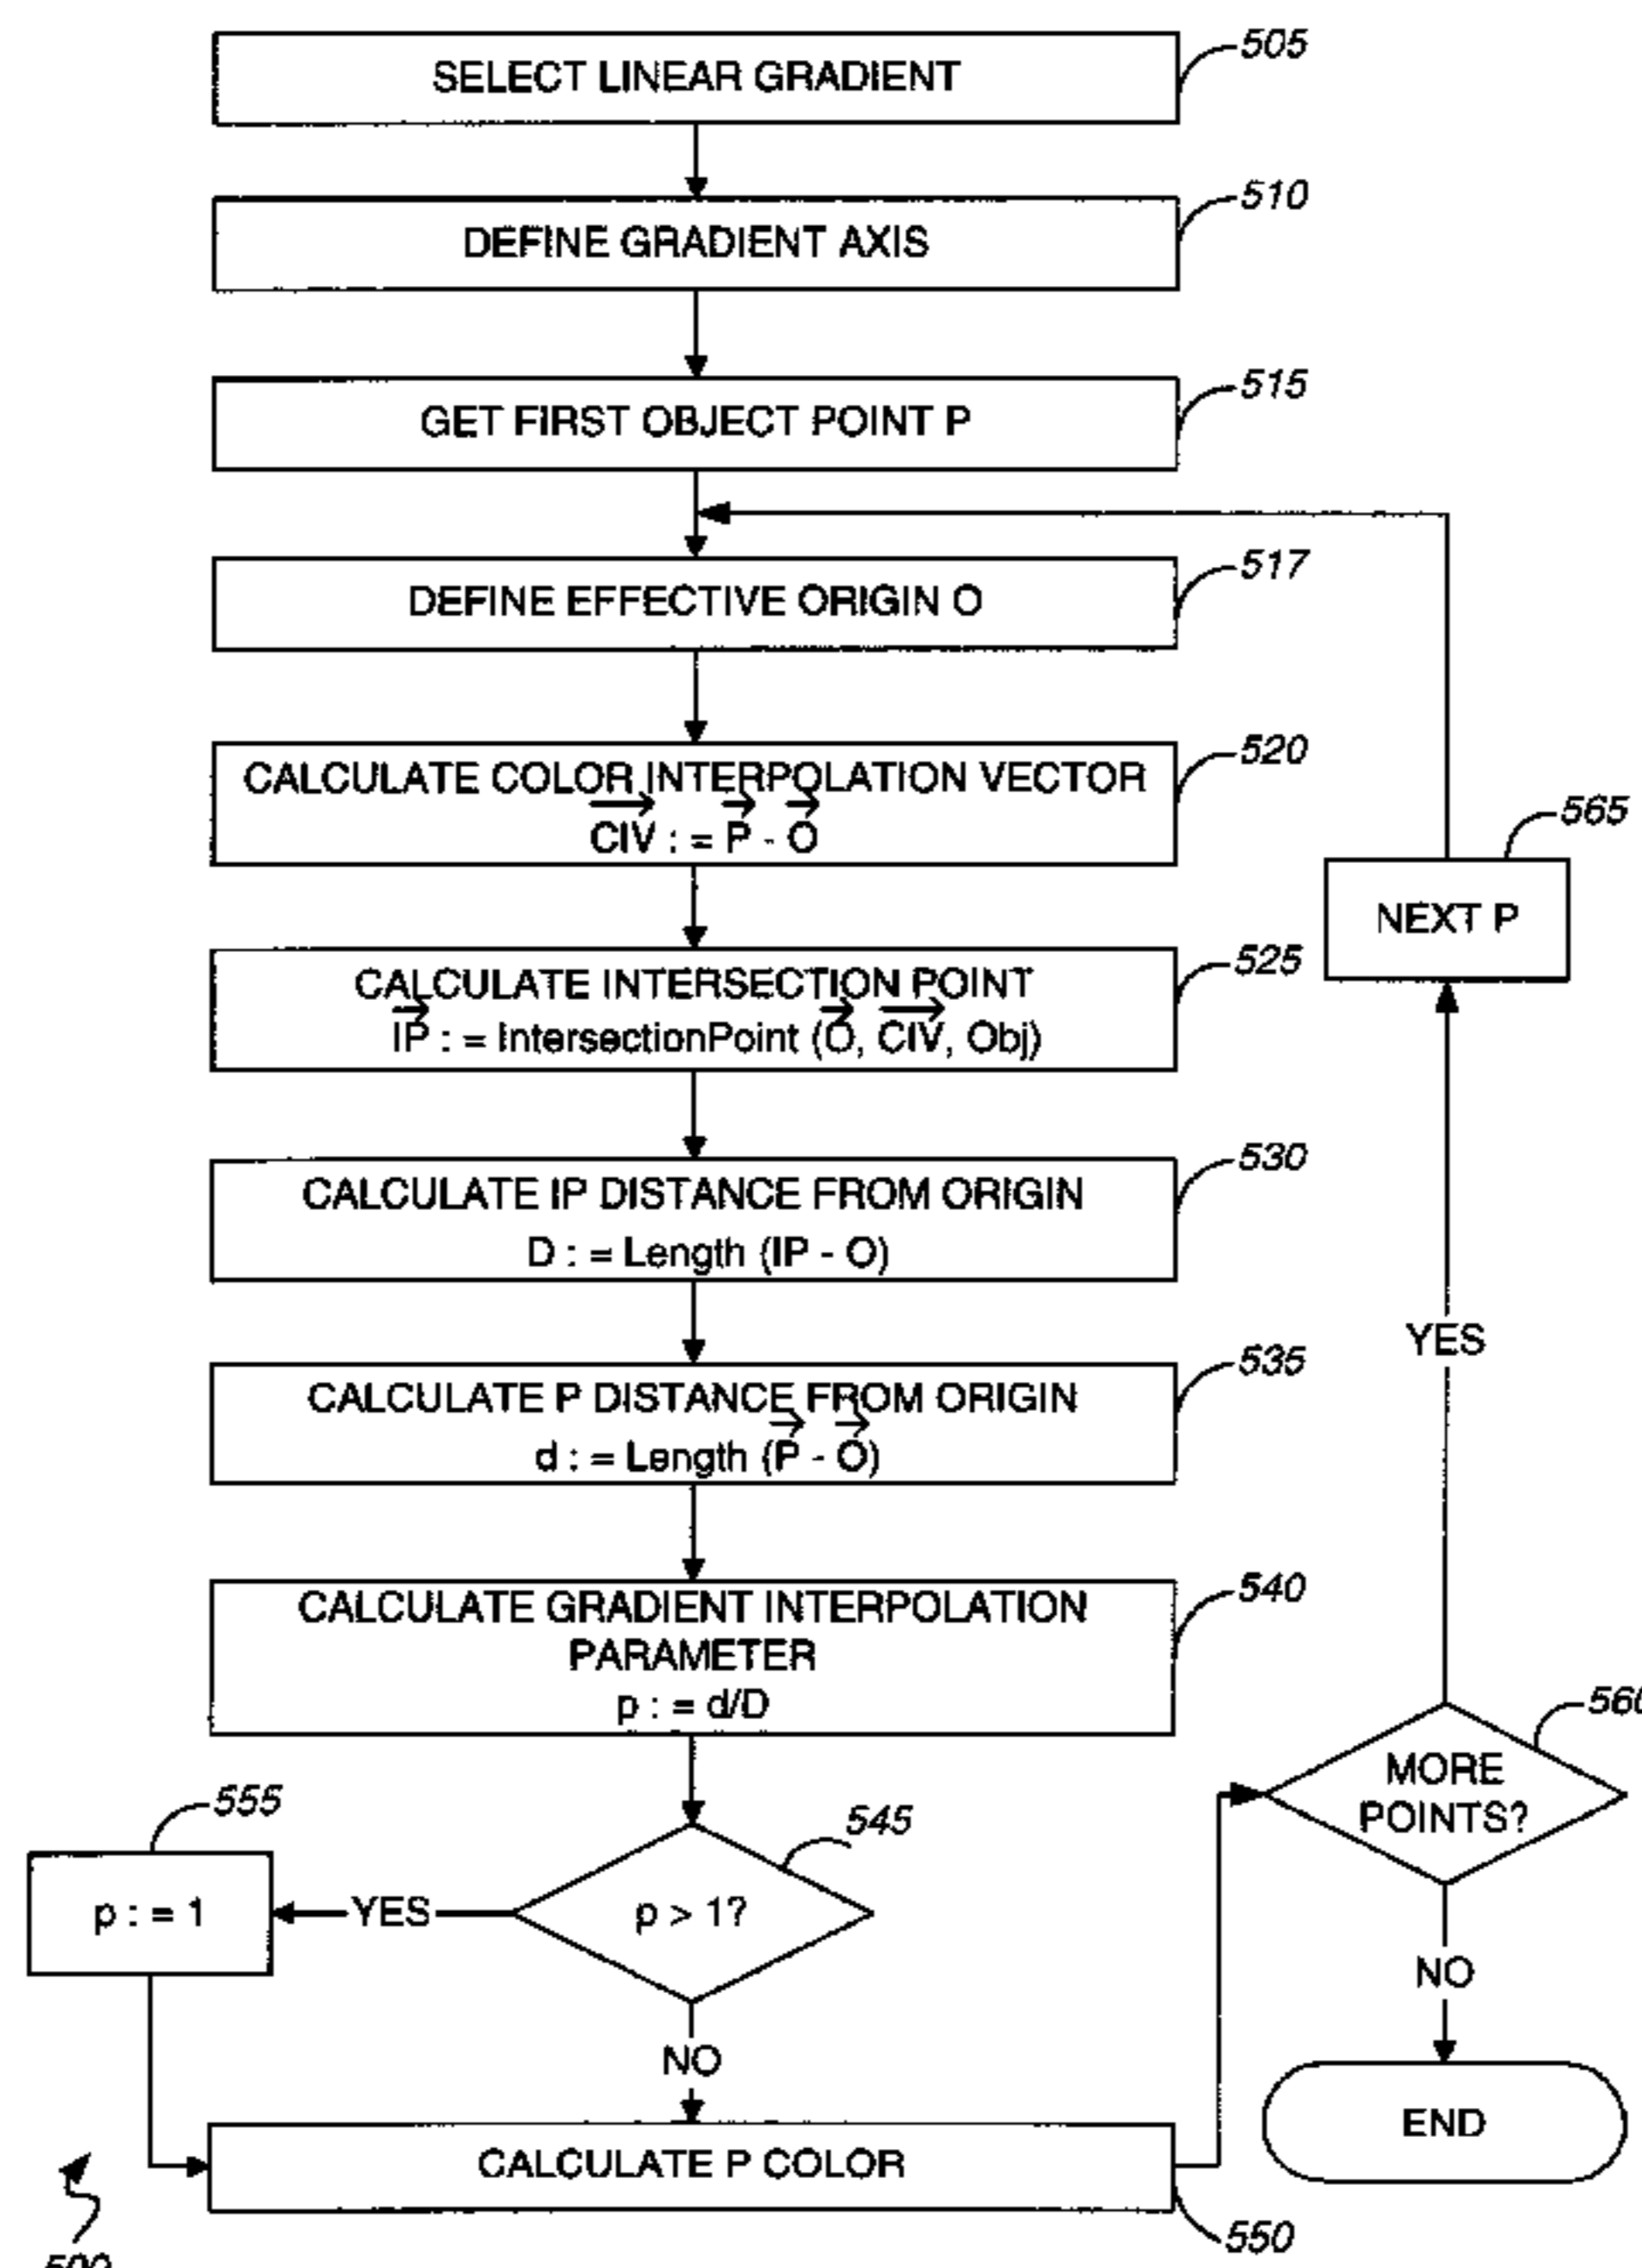 SELECT LINEAR GRADIENT
505
DEFINE GRADIENT AXIS
510
GET FIRST OBJECT POINT P
515
DEFINE EFFECTIVE ORIGIN O
517
CALCULATE COLOR INTERPOLATION VECTOR
CIV : = P - O
520
CALCULATE INTERSECTION POINT
IP : = IntersectionPoint (O, CIV, Obj)
525
CALCULATE IP DISTANCE FROM ORIGIN
D : = Length (IP - O)
530
CALCULATE P DISTANCE FROM ORIGIN
d : = Length (P - O)
535
CALCULATE GRADIENT INTERPOLATION
PARAMETER
p : = d/D
540
p > 1?
545
YES
p : = 1
555
NO
CALCULATE P COLOR
550
MORE
POINTS?
YES
NEXT P
565
NO
END